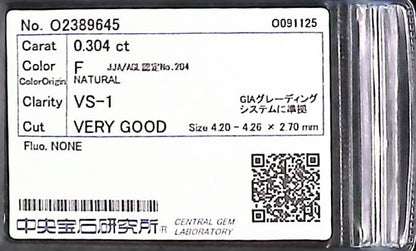 No. O2389645 O091125
Carat 0.304 ct
Color F JJA/AGL認定No.204
ColorOrigin NATURAL
Clarity VS-1 GIAグレーディング
システムに準拠
Cut VERY GOOD Size 4.20 - 4.26 × 2.70 mm
Fluo. NONE
中央宝石研究所® CENTRAL GEM
LABORATORY